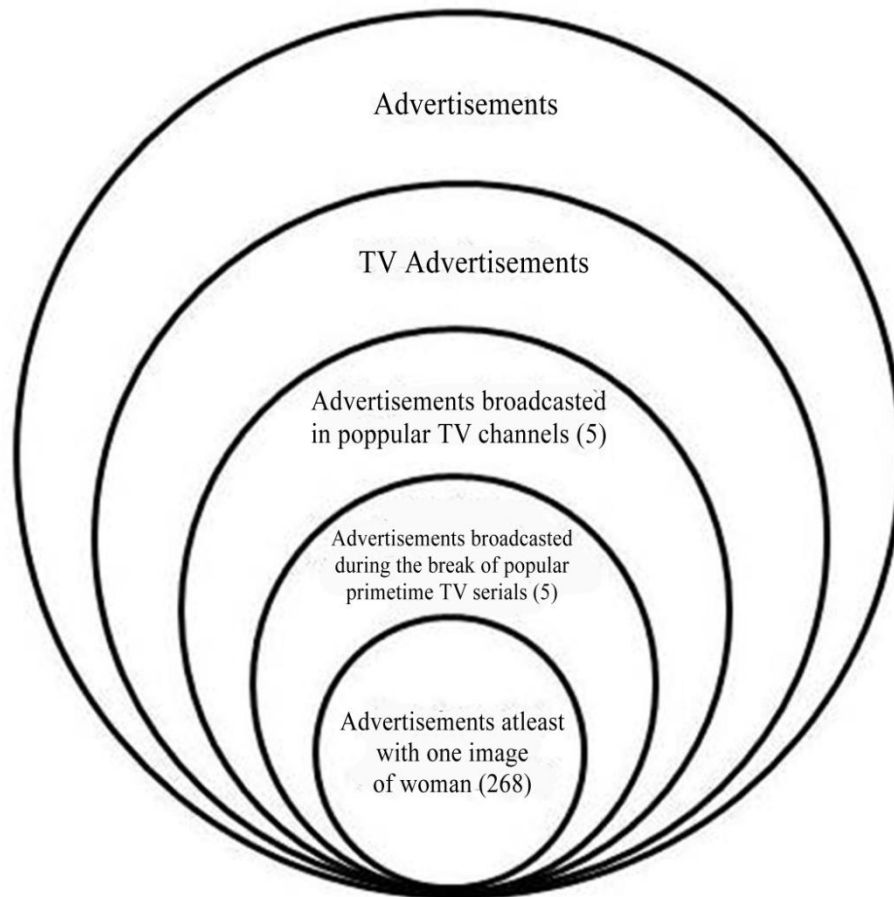 Advertisements
TV Advertisements
Advertisements broadcasted
in poppular TV channels (5)
Advertisements broadcasted
during the break of popular
primetime TV serials (5)
Advertisements atleast
with one image
of woman (268)